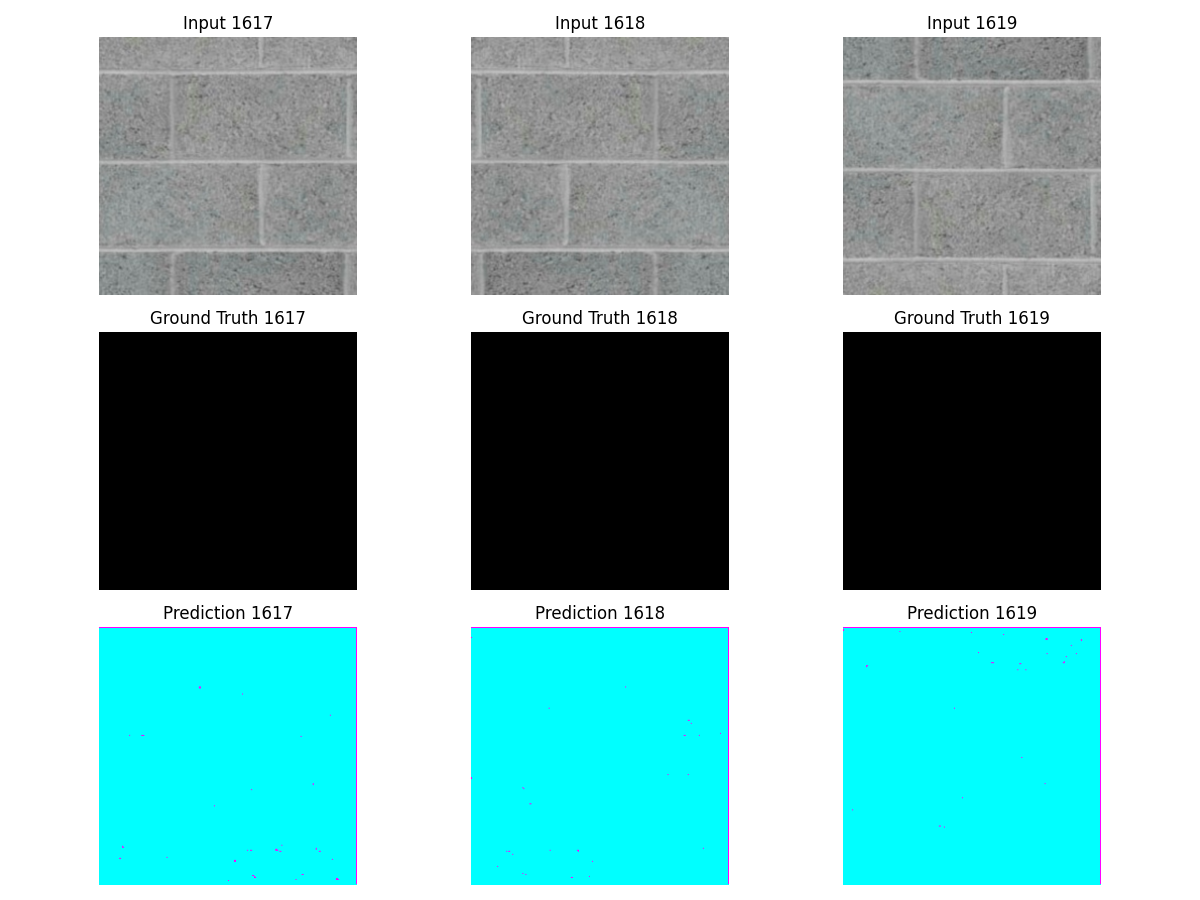 Input 1617
Input 1618
Input 1619
Ground Truth 1617
Ground Truth 1618
Ground Truth 1619
Prediction 1617
Prediction 1618
Prediction 1619